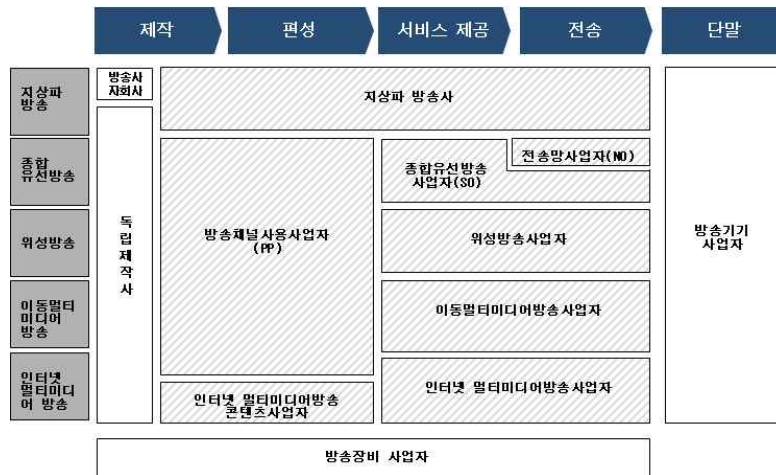 제작
편성
서비스 제공
전송
단말
지상파
방송
방송사
자회사
지상파 방송사
종합
유선방송
독
립
제
작
사
방송채널사용사업자
(PP)
종합유선방송
사업자(SO)
전송망사업자(NO)
방송기기
사업자
위성방송
위성방송사업자
이동멀티
미디어
방송
이동멀티미디어방송사업자
인터넷
멀티미디
어 방송
인터넷 멀티미디어방송
콘텐츠사업자
인터넷 멀티미디어방송사업자
방송장비 사업자